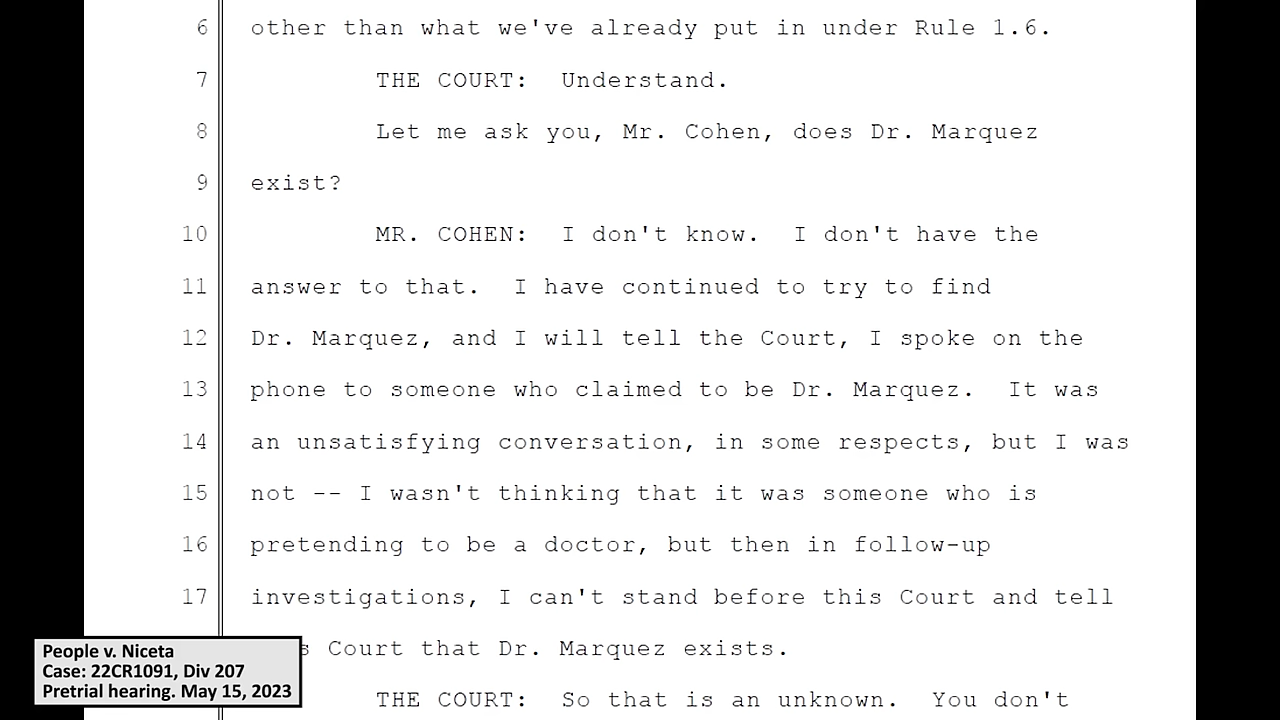 6 other than what we've already put in under Rule 1.6.
7 THE COURT: Understand.
8 Let me ask you, Mr. Cohen, does Dr. Marquez
9 exist?
10 MR. COHEN: I don't know. I don't have the
11 answer to that. I have continued to try to find
12 Dr. Marquez, and I will tell the Court, I spoke on the
13 phone to someone who claimed to be Dr. Marquez. It was
14 an unsatisfying conversation, in some respects, but I was
15 not -- I wasn't thinking that it was someone who is
16 pretending to be a doctor, but then in follow-up
17 investigations, I can't stand before this Court and tell
Court that Dr. Marquez exists.
THE COURT: So that is an unknown. You don't
People v. Niceta
Case: 22CR1091, Div 207
Pretrial hearing. May 15, 2023